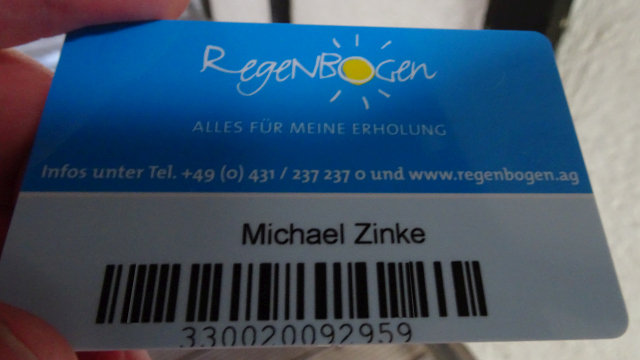 RegenBogen
ALLES FÜR MEINE ERHOLUNG
Infos unter Tel. +49 (0) 431 / 237 237 0 und www.regenbogen.ag
Michael Zinke
330020092959